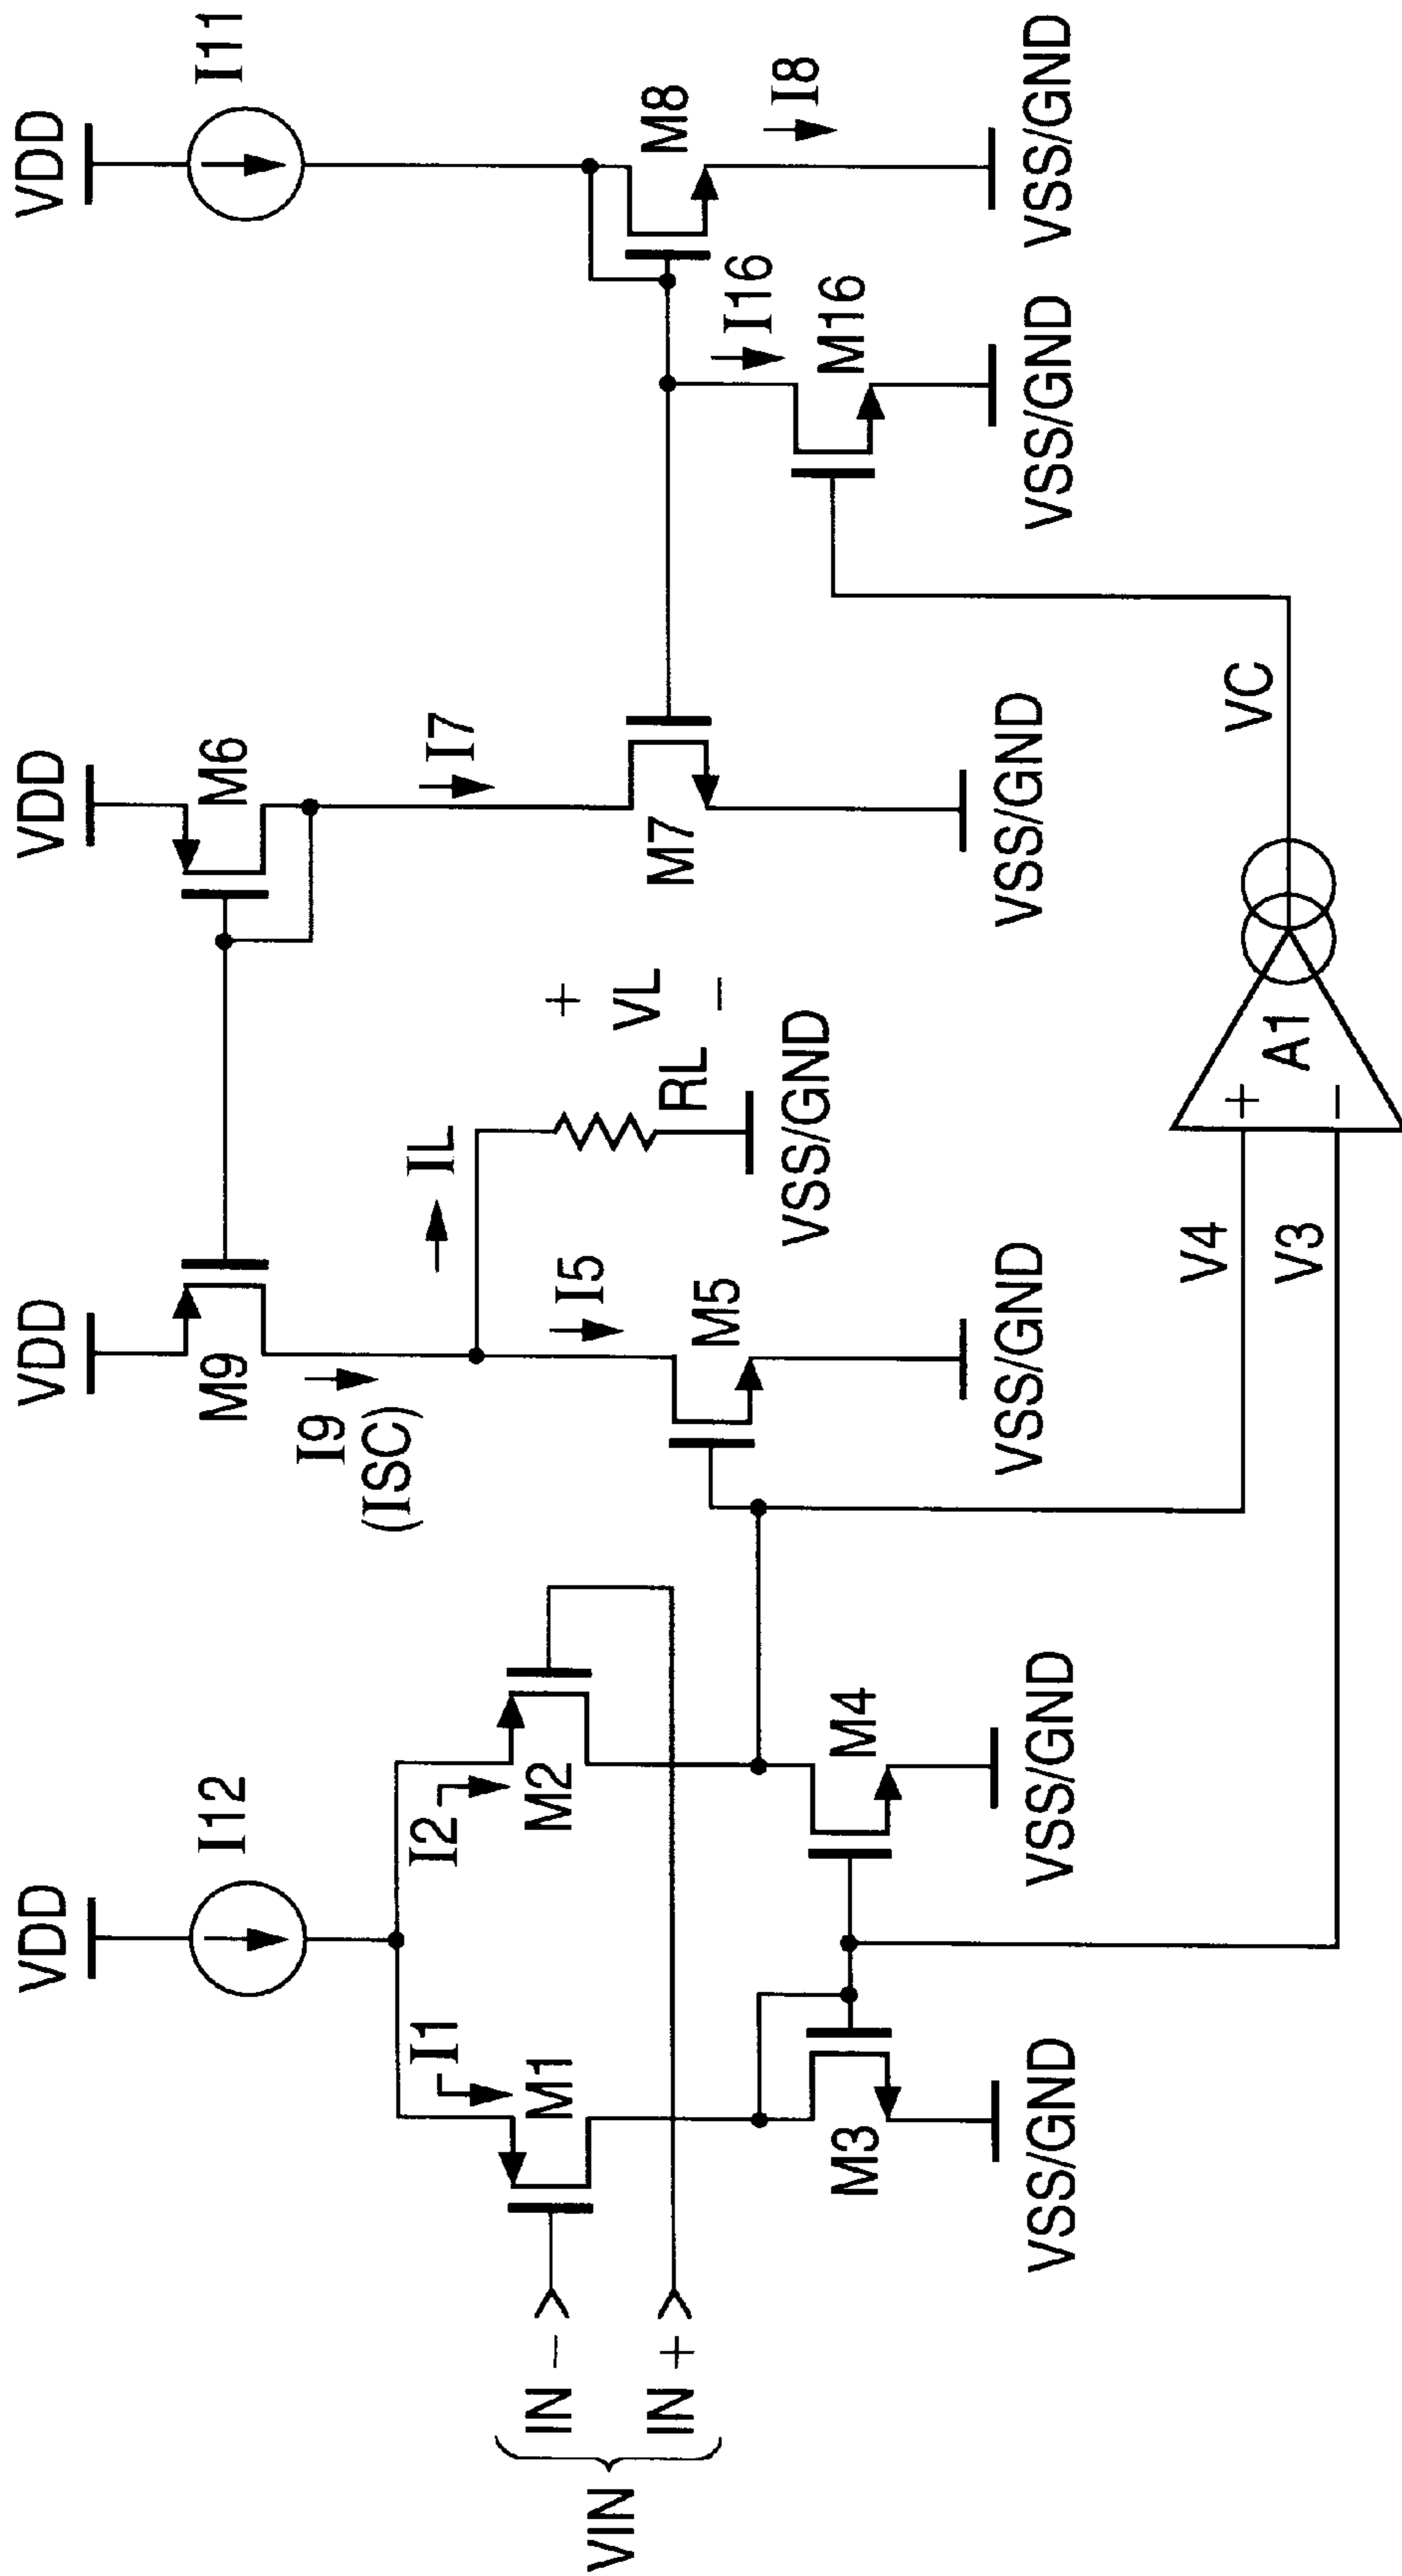 VDD
VDD
VDD
VDD
I12
M9
M6
I11
I1
I2
I9
(ISC)
IL
I7
M8
I8
M1
M2
I5
+
VL
−
RL
M7
I16
M16
VIN
IN −
IN +
M5
VSS/GND
M3
M4
VSS/GND
VSS/GND
VSS/GND
VSS/GND
VSS/GND
VSS/GND
V4
V3
+
−
A1
VC